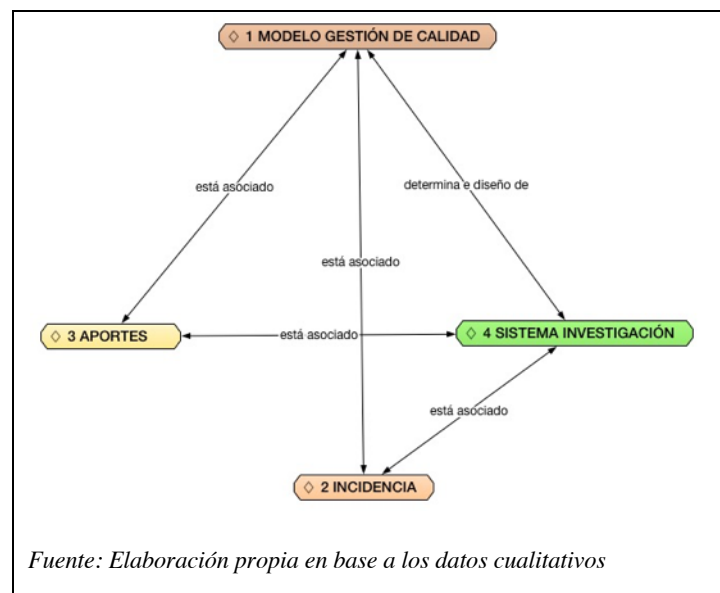 ◇ 1 MODELO GESTIÓN DE CALIDAD
está asociado
determina e diseño de
está asociado
◇ 3 APORTES
está asociado
◇ 4 SISTEMA INVESTIGACIÓN
está asociado
◇ 2 INCIDENCIA
Fuente: Elaboración propia en base a los datos cualitativos